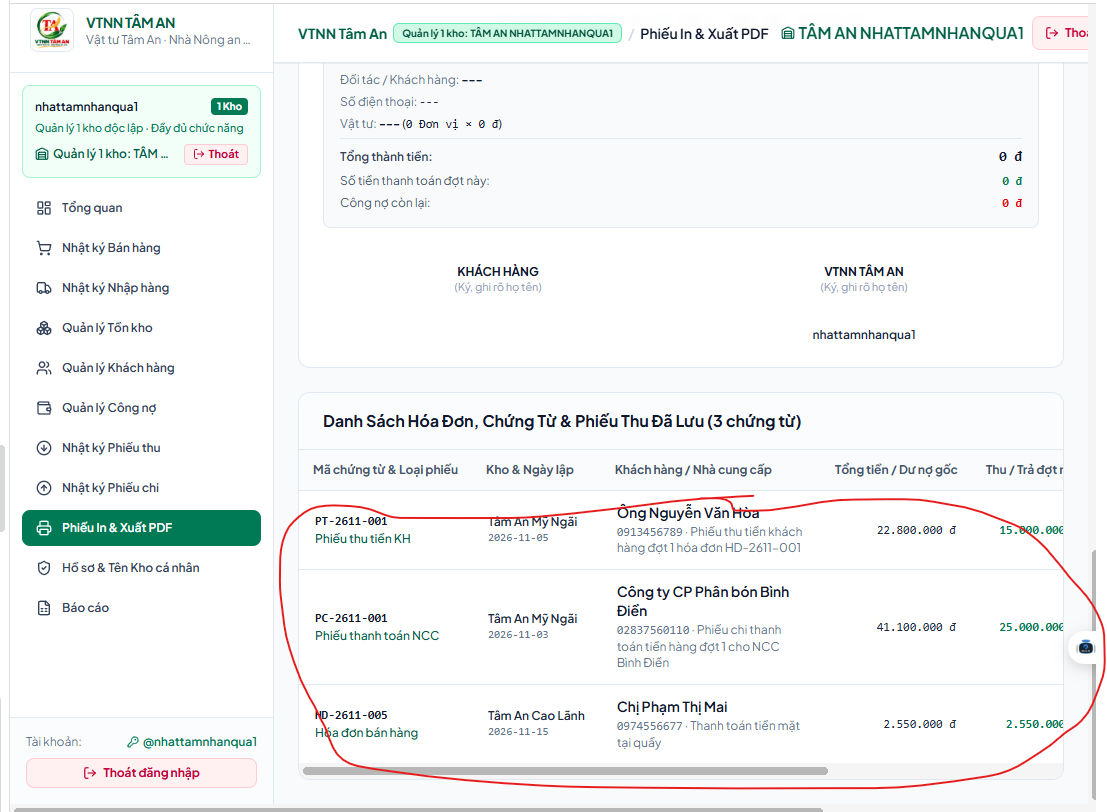 VTNN TÂM AN
Vật tư Tâm An · Nhà Nông an ...
nhattamnhanqua1
1 Kho
Quản lý 1 kho độc lập · Đầy đủ chức năng
Quản lý 1 kho: TÂM ...
Thoát
Tổng quan
Nhật ký Bán hàng
Nhật ký Nhập hàng
Quản lý Tồn kho
Quản lý Khách hàng
Quản lý Công nợ
Nhật ký Phiếu thu
Nhật ký Phiếu chi
Phiếu In & Xuất PDF
Hồ sơ & Tên Kho cá nhân
Báo cáo
Tài khoản:
@nhattamnhanqua1
Thoát đăng nhập
VTNN Tâm An
Quản lý 1 kho: TÂM AN NHATTAMNHANQUA1
/ Phiếu In & Xuất PDF
TÂM AN NHATTAMNHANQUA1
Thoá
Đối tác / Khách hàng: ---
Số điện thoại: ---
Vật tư: --- (0 Đơn vị × 0 đ)
Tổng thành tiền: 0 đ
Số tiền thanh toán đợt này: 0 đ
Công nợ còn lại: 0 đ
KHÁCH HÀNG
(Ký, ghi rõ họ tên)
VTNN TÂM AN
(Ký, ghi rõ họ tên)
nhattamnhanqua1
Danh Sách Hóa Đơn, Chứng Từ & Phiếu Thu Đã Lưu (3 chứng từ)
Mã chứng từ & Loại phiếu
Kho & Ngày lập
Khách hàng / Nhà cung cấp
Tổng tiền / Dư nợ gốc
Thu / Trả đợt n
PT-2611-001
Phiếu thu tiền KH
Tâm An Mỹ Ngãi
2026-11-05
Ông Nguyễn Văn Hòa
0913456789 · Phiếu thu tiền khách
hàng đợt 1 hóa đơn HD-2611-001
22.800.000 đ
15.000.000
PC-2611-001
Phiếu thanh toán NCC
Tâm An Mỹ Ngãi
2026-11-03
Công ty CP Phân bón Bình
Điền
02837560110 · Phiếu chi thanh
toán tiền hàng đợt 1 cho NCC
Bình Điền
41.100.000 đ
25.000.000
HD-2611-005
Hóa đơn bán hàng
Tâm An Cao Lãnh
2026-11-15
Chị Phạm Thị Mai
0974556677 · Thanh toán tiền mặt
tại quầy
2.550.000 đ
2.550.000